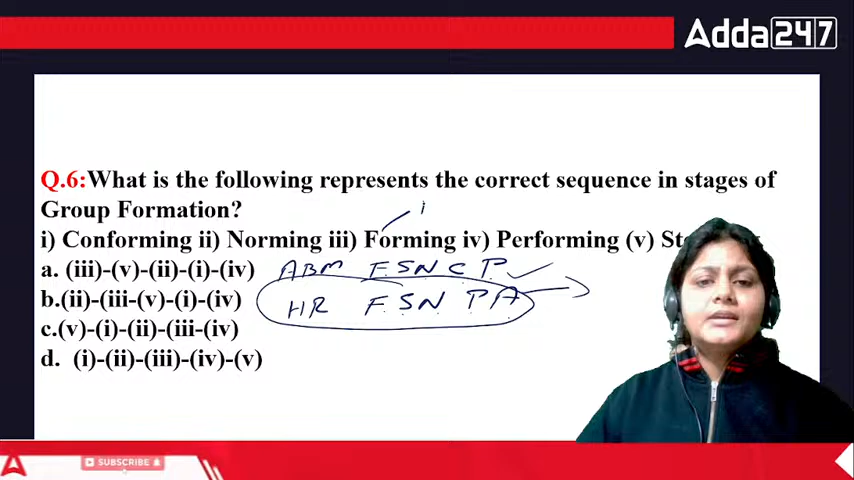 Adda247
Q.6:What is the following represents the correct sequence in stages of
Group Formation?
i) Conforming ii) Norming iii) Forming iv) Performing (v)
a. (iii)-(v)-(ii)-(i)-(iv) ABM F S N C P
b.(ii)-(iii-(v)-(i)-(iv) HR F S N P A
c.(v)-(i)-(ii)-(iii-(iv)
d. (i)-(ii)-(iii)-(iv)-(v)
SUBSCRIBE